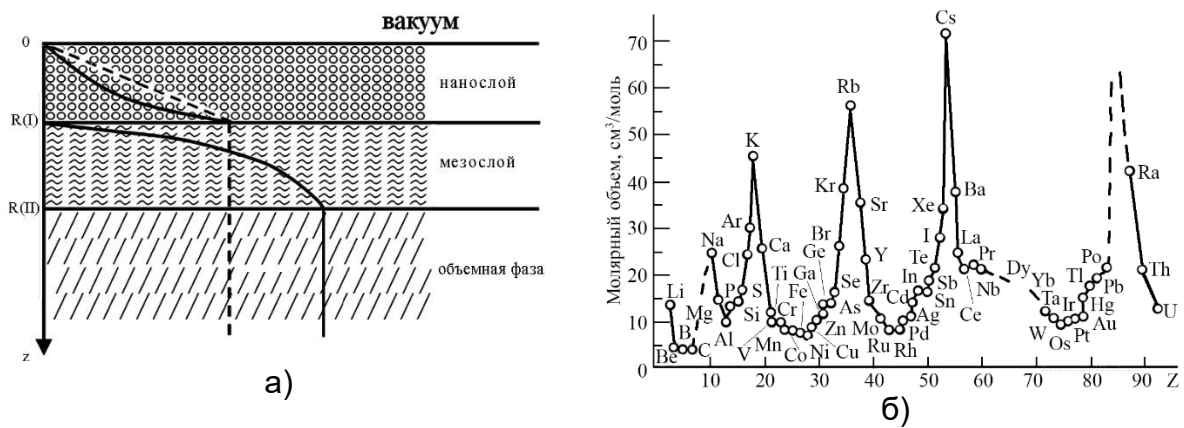 вакуум
0
нанослой
R(I)
мезослой
R(II)
объемная фаза
z
а)
Молярный объем, см³/моль
70
60
50
40
30
20
10
0
10
20
30
40
50
60
70
80
90
Z
Li
Be
B
C
Na
Mg
Al
Si
P
S
Cl
Ar
K
Ca
Ti
V
Cr
Mn
Fe
Co
Ni
Cu
Zn
Ga
Ge
As
Se
Br
Kr
Rb
Sr
Y
Zr
Mo
Ru
Rh
Pd
Ag
Cd
In
Sn
Sb
Te
I
Xe
Cs
Ba
La
Ce
Pr
Nb
Dy
Yb
Ta
W
Os
Ir
Pt
Au
Hg
Tl
Pb
Po
Ra
Th
U
б)